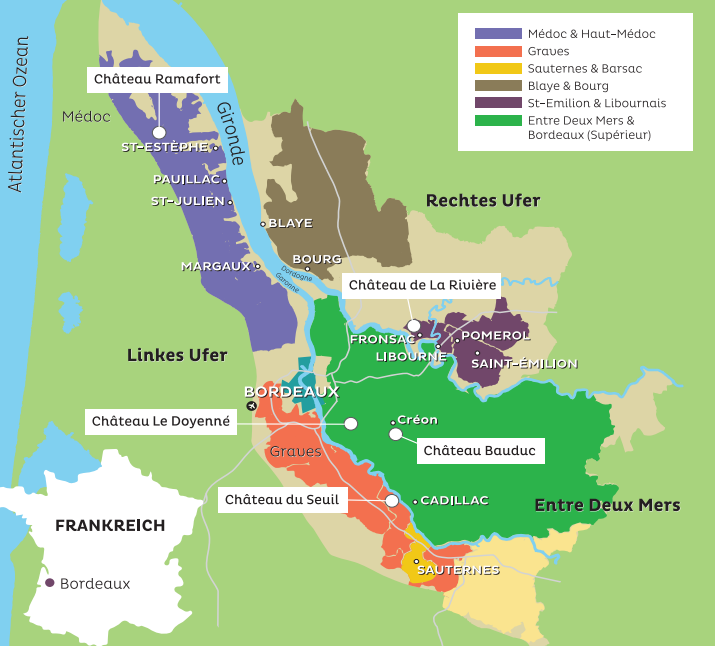 Médoc & Haut-Médoc
Graves
Sauternes & Barsac
Blaye & Bourg
St-Emilion & Libournais
Entre Deux Mers &
Bordeaux (Supérieur)
Atlantischer Ozean
Château Ramafort
Médoc
Gironde
ST-ESTÈPHE
PAUILLAC
ST-JULIEN
Rechtes Ufer
BLAYE
BOURG
MARGAUX
Dordogne
Garonne
Château de La Rivière
FRONSAC
POMEROL
LIBOURNE
Linkes Ufer
SAINT-ÉMILION
BORDEAUX
Château Le Doyenné
Créon
Château Bauduc
Graves
Château du Seuil
CADILLAC
Entre Deux Mers
FRANKREICH
SAUTERNES
Bordeaux